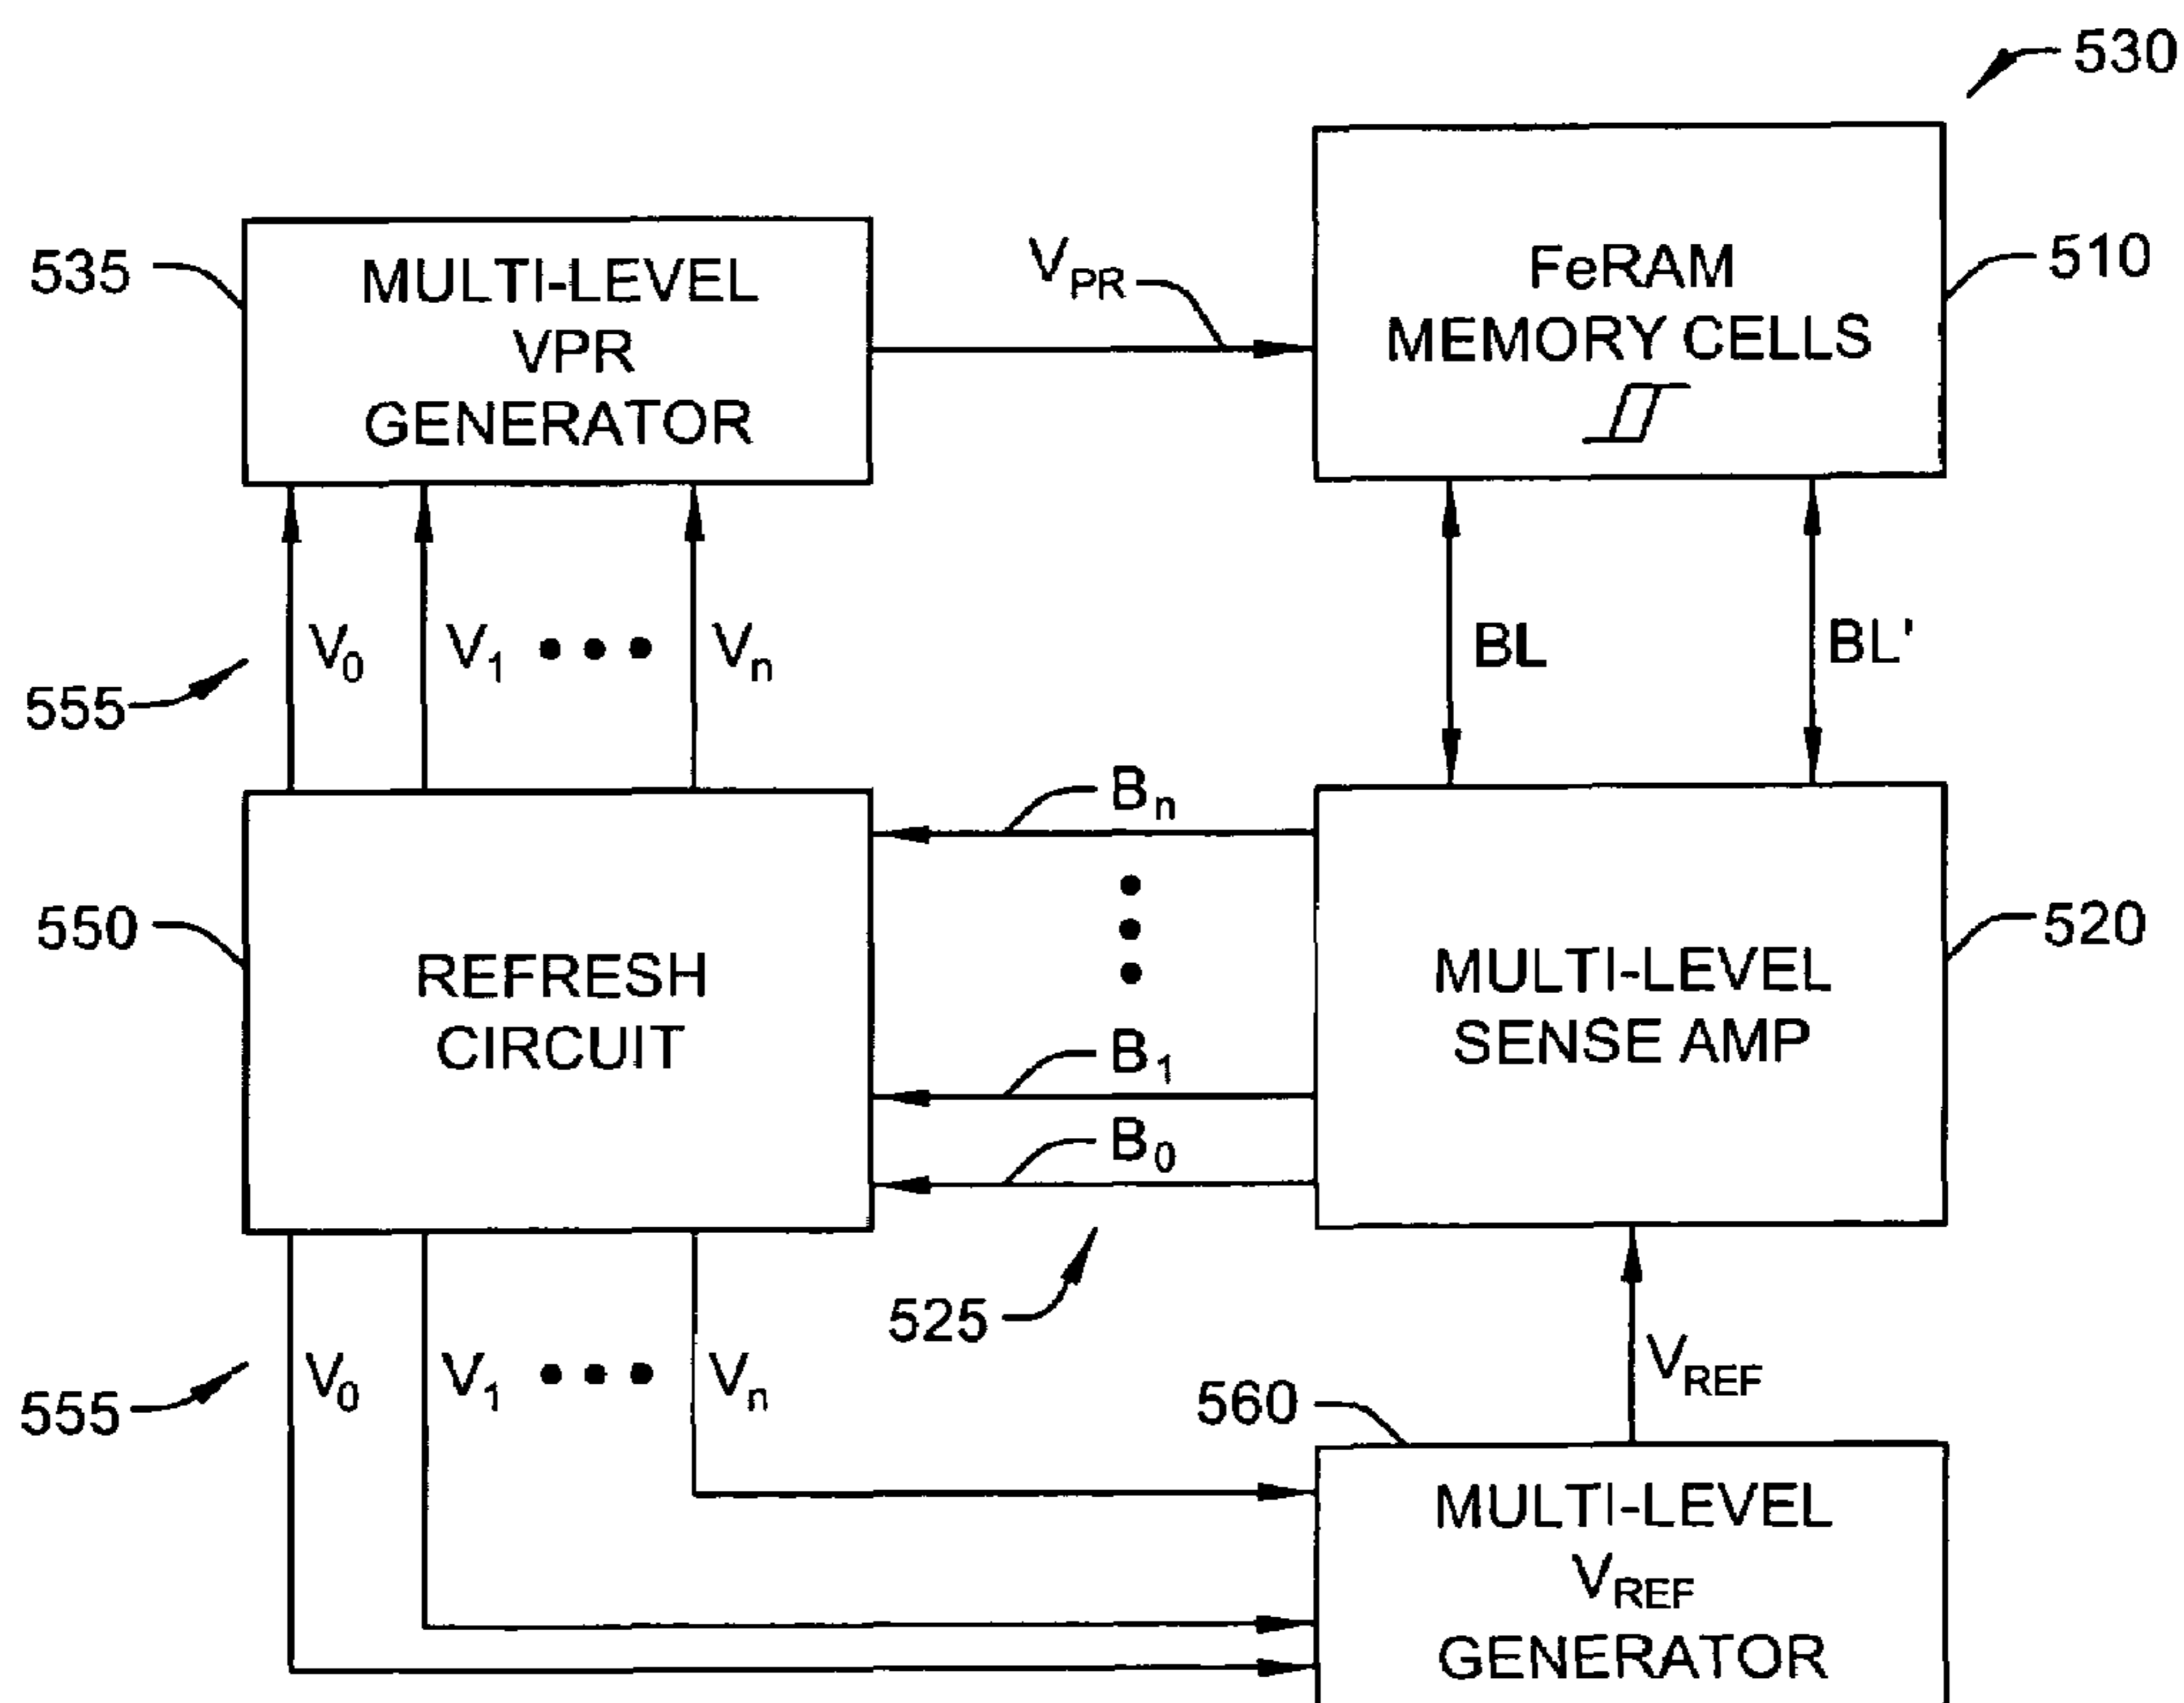 530
535
MULTI-LEVEL
VPR
GENERATOR
VPR
FeRAM
MEMORY CELLS
510
555
V0
V1
Vn
BL
BL'
550
REFRESH
CIRCUIT
Bn
B1
B0
525
MULTI-LEVEL
SENSE AMP
520
555
V0
V1
Vn
VREF
560
MULTI-LEVEL
VREF
GENERATOR